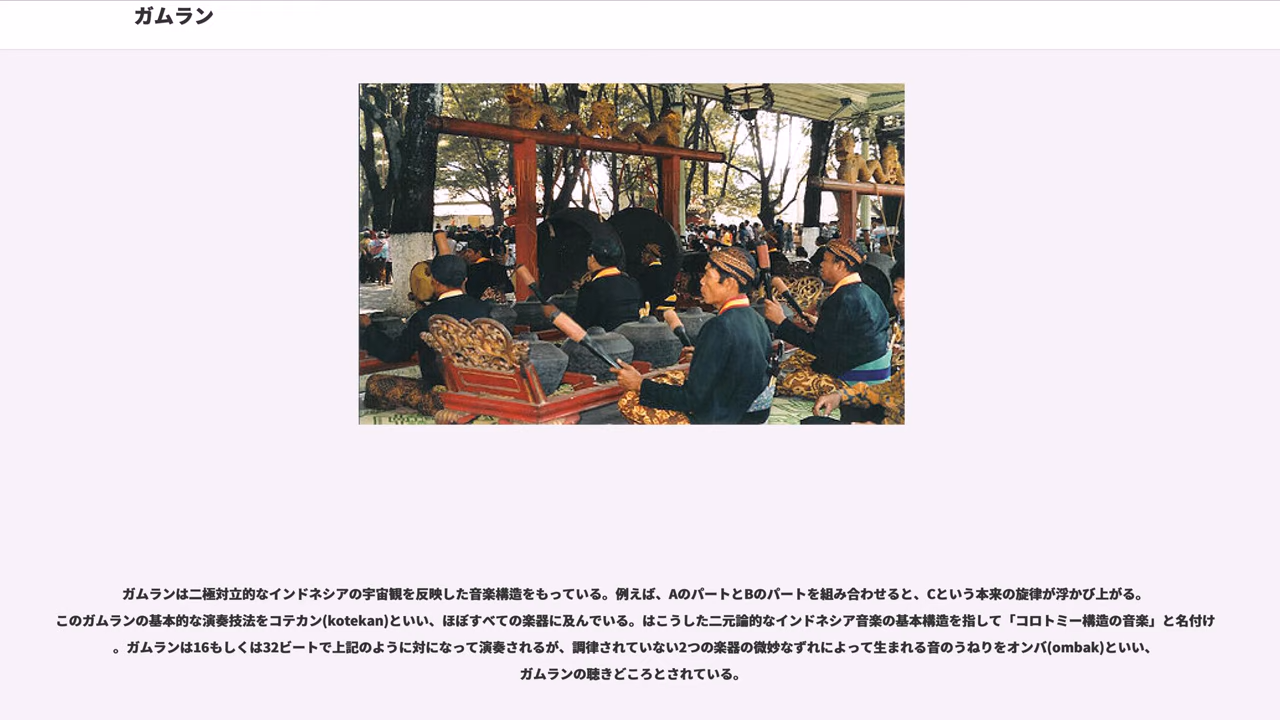 ガムラン
ガムランは二極対立的なインドネシアの宇宙観を反映した音楽構造をもっている。例えば、AのパートとBのパートを組み合わせると、Cという本来の旋律が浮かび上がる。
このガムランの基本的な演奏技法をコテカン(kotekan)といい、ほぼすべての楽器に及んでいる。はこうした二元論的なインドネシア音楽の基本構造を指して「コロトミー構造の音楽」と名付け
。ガムランは16もしくは32ビートで上記のように対になって演奏されるが、調律されていない2つの楽器の微妙なずれによって生まれる音のうねりをオンバ(ombak)といい、
ガムランの聴きどころとされている。